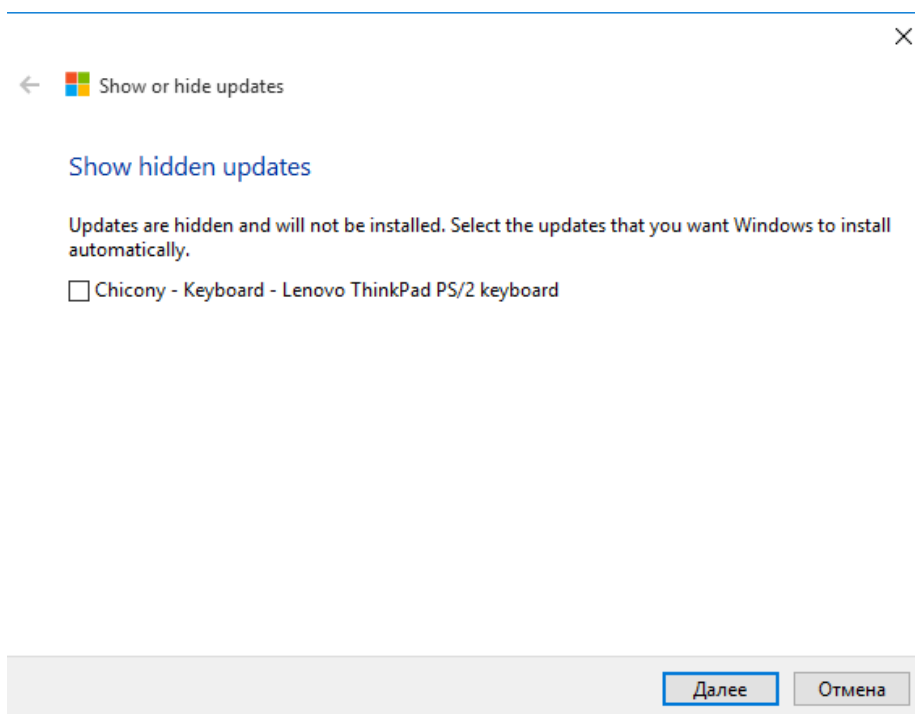 Show or hide updates
Show hidden updates
Updates are hidden and will not be installed. Select the updates that you want Windows to install
automatically.
Chicony - Keyboard - Lenovo ThinkPad PS/2 keyboard
Далее Отмена